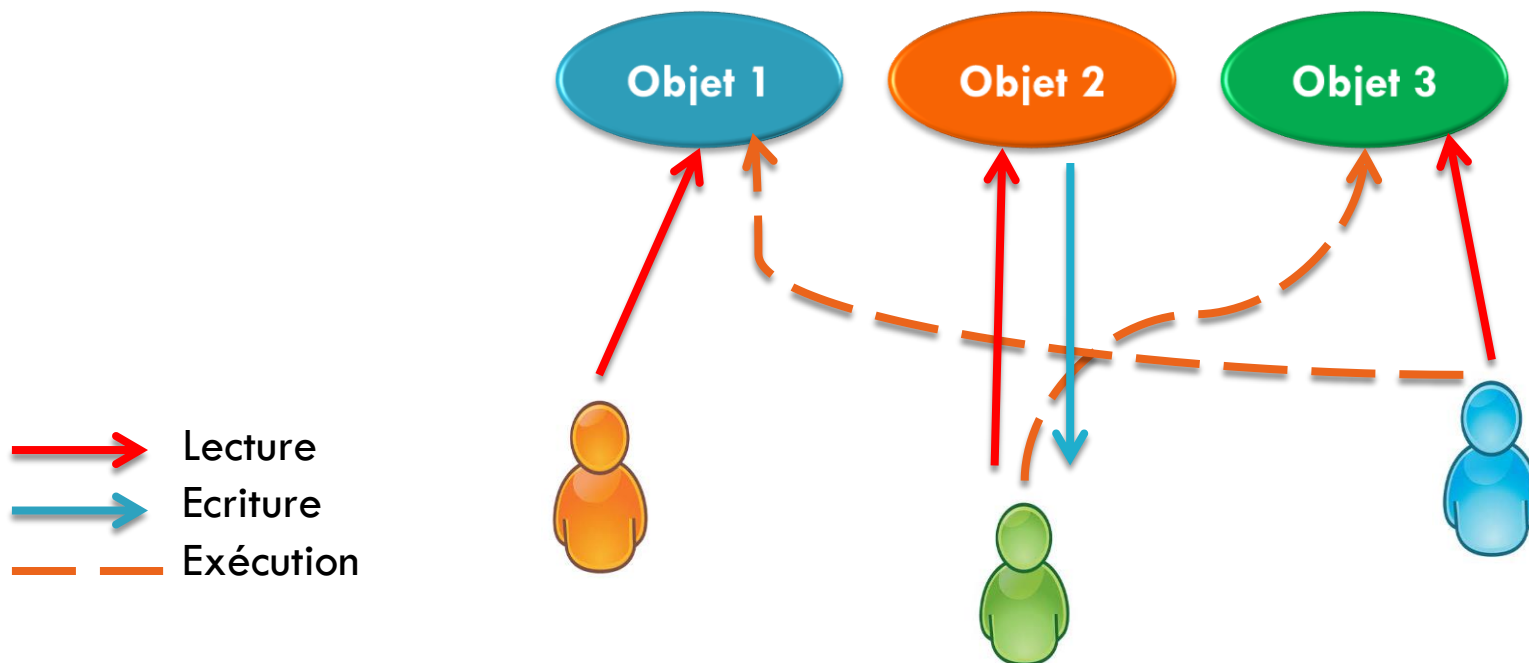 Objet 1
Objet 2
Objet 3
Lecture
Ecriture
Exécution